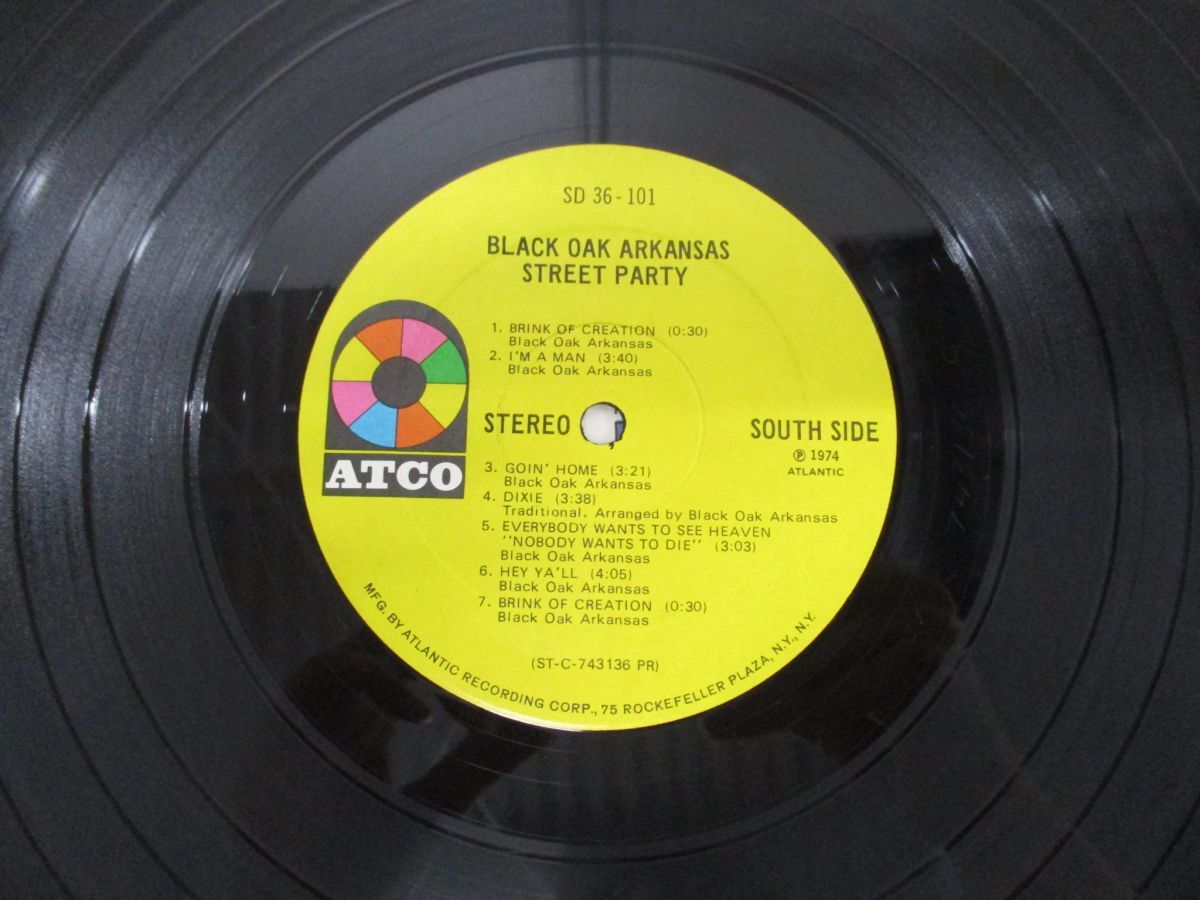 SD 36-101
BLACK OAK ARKANSAS
STREET PARTY
1. BRINK OF CREATION (0:30)
Black Oak Arkansas
2. I'M A MAN (3:40)
Black Oak Arkansas
STEREO
SOUTH SIDE
℗ 1974
ATLANTIC
ATCO
3. GOIN' HOME (3:21)
Black Oak Arkansas
4. DIXIE (3:38)
Traditional, Arranged by Black Oak Arkansas
5. EVERYBODY WANTS TO SEE HEAVEN
"NOBODY WANTS TO DIE" (3:03)
Black Oak Arkansas
6. HEY YA'LL (4:05)
Black Oak Arkansas
7. BRINK OF CREATION (0:30)
Black Oak Arkansas
(ST-C-743136 PR)
MFG. BY ATLANTIC RECORDING CORP., 75 ROCKEFELLER PLAZA, N.Y., N.Y.